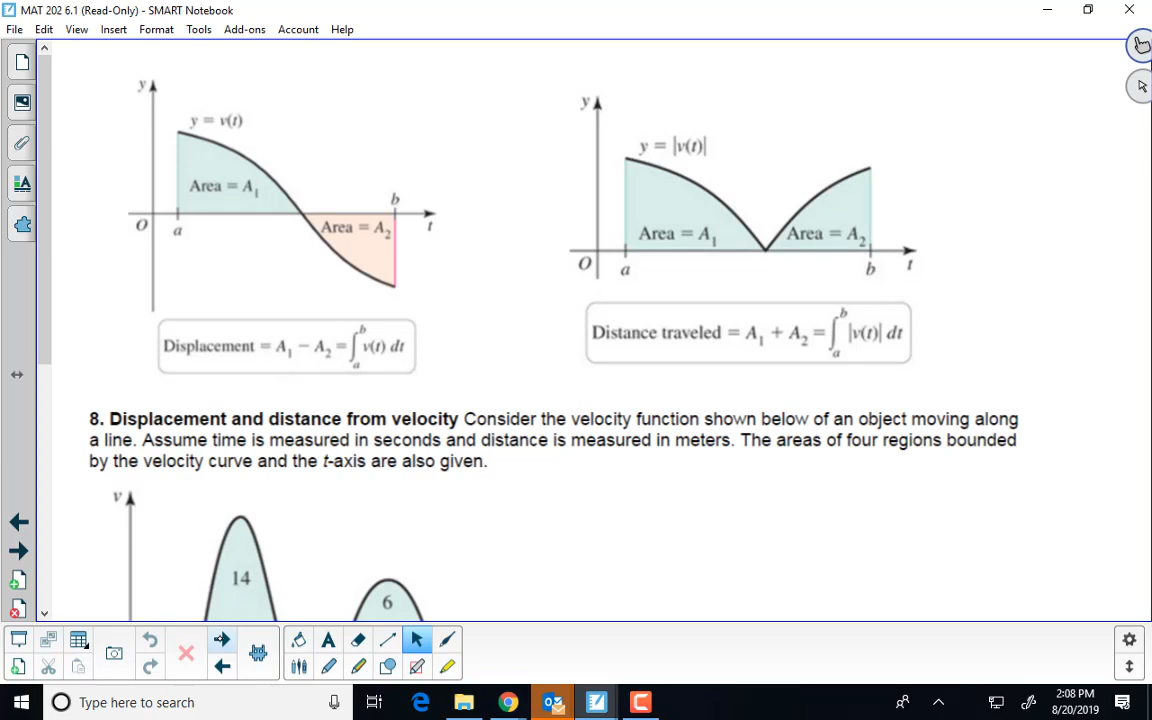 MAT 202 6.1 (Read-Only) - SMART Notebook
File Edit View Insert Format Tools Add-ons Account Help
y
y = v(t)
Area = A₁
b
Area = A₂
O
a
t
Displacement = A₁ − A₂ = ∫ₐᵇ v(t) dt
y
y = |v(t)|
Area = A₁
Area = A₂
O
a
b
t
Distance traveled = A₁ + A₂ = ∫ₐᵇ |v(t)| dt
8. Displacement and distance from velocity Consider the velocity function shown below of an object moving along
a line. Assume time is measured in seconds and distance is measured in meters. The areas of four regions bounded
by the velocity curve and the t-axis are also given.
v
14
6
Type here to search
2:08 PM
8/20/2019